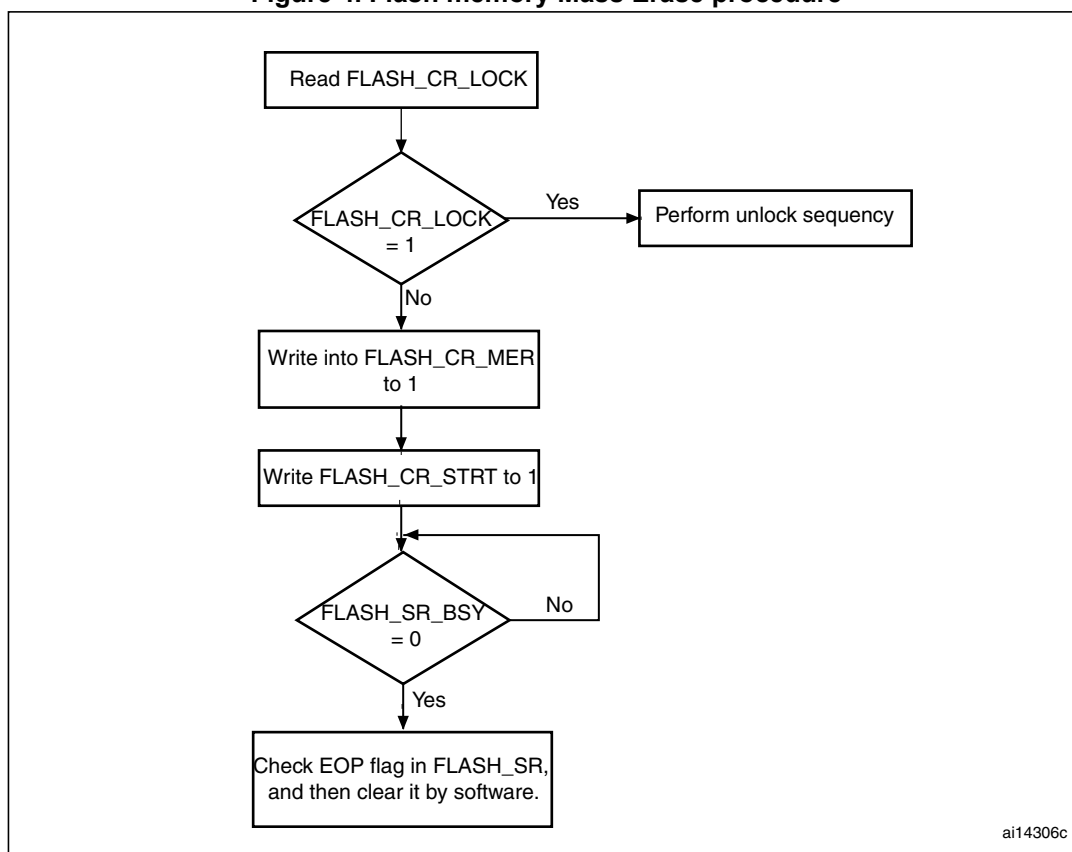 Read FLASH_CR_LOCK
FLASH_CR_LOCK
= 1
Yes
Perform unlock sequency
No
Write into FLASH_CR_MER
to 1
Write FLASH_CR_STRT to 1
FLASH_SR_BSY
= 0
No
Yes
Check EOP flag in FLASH_SR,
and then clear it by software.
ai14306c